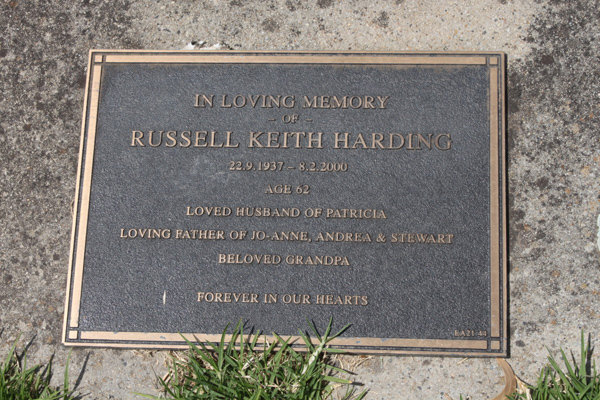 IN LOVING MEMORY
– OF –
RUSSELL KEITH HARDING
22.9.1937 – 8.2.2000
AGE 62
LOVED HUSBAND OF PATRICIA
LOVING FATHER OF JO-ANNE, ANDREA & STEWART
BELOVED GRANDPA
FOREVER IN OUR HEARTS
EA21-44